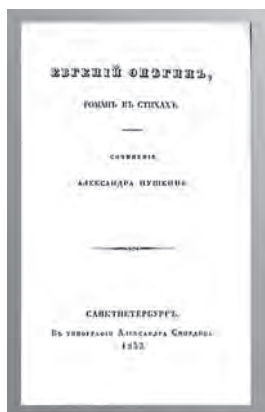 ЕВГЕНІЙ ОНѢГИНЪ,
РОМАНЪ ВЪ СТИХАХЪ.
СОЧИНЕНІЕ
АЛЕКСАНДРА ПУШКИНА.
САНКТПЕТЕРБУРГЪ.
Въ типографіи Александра Смирдина.
1833.